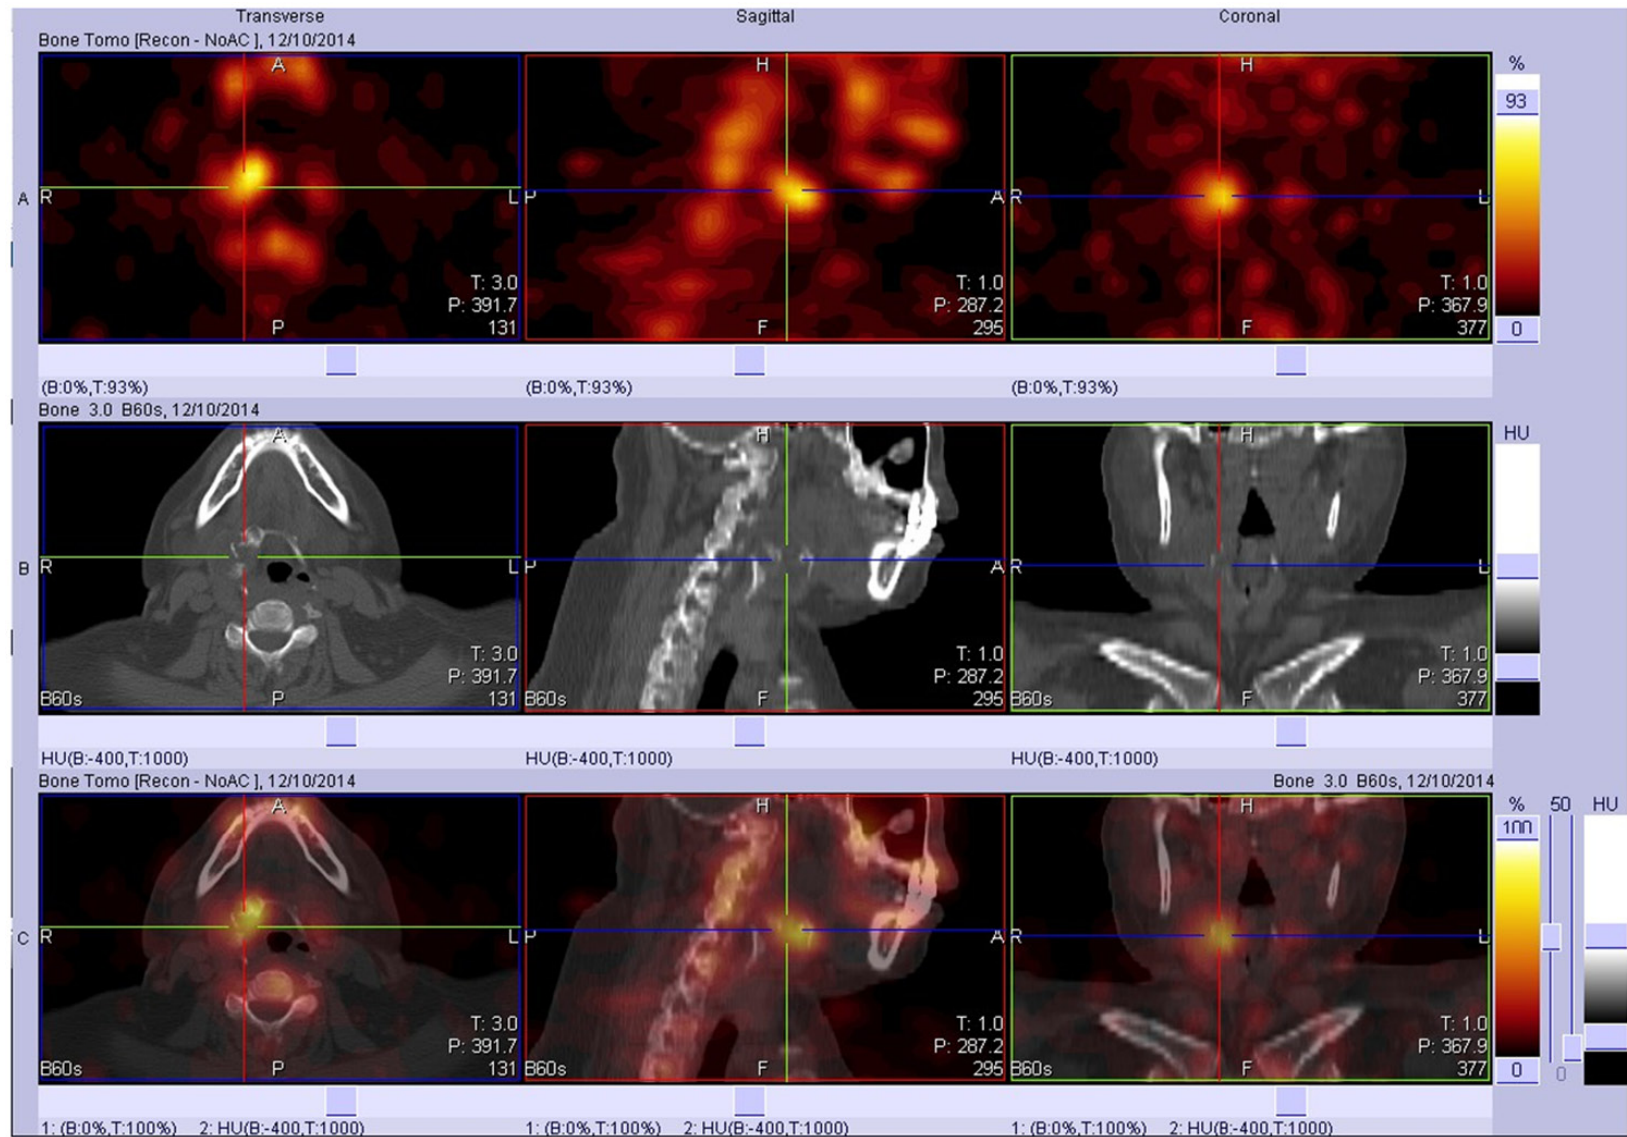 Transverse Sagittal Coronal
Bone Tomo [Recon - NoAC ], 12/10/2014
A H H %
93
A R L P A R L
T: 3.0 T: 1.0 T: 1.0
P: 391.7 P: 287.2 P: 367.9
P 131 F 295 F 377 0
(B:0%,T:93%) (B:0%,T:93%) (B:0%,T:93%)
Bone 3.0 B60s, 12/10/2014
A H H HU
B R L P A R L
T: 3.0 T: 1.0 T: 1.0
P: 391.7 P: 287.2 P: 367.9
B60s P 131 B60s F 295 B60s F 377
HU(B:-400,T:1000) HU(B:-400,T:1000) HU(B:-400,T:1000)
Bone Tomo [Recon - NoAC ], 12/10/2014 Bone 3.0 B60s, 12/10/2014
A H H % 50 HU
100
C R L P A R L
T: 3.0 T: 1.0 T: 1.0
P: 391.7 P: 287.2 P: 367.9
B60s P 131 B60s F 295 B60s F 377 0 0
1: (B:0%,T:100%) 2: HU(B:-400,T:1000) 1: (B:0%,T:100%) 2: HU(B:-400,T:1000) 1: (B:0%,T:100%) 2: HU(B:-400,T:1000)